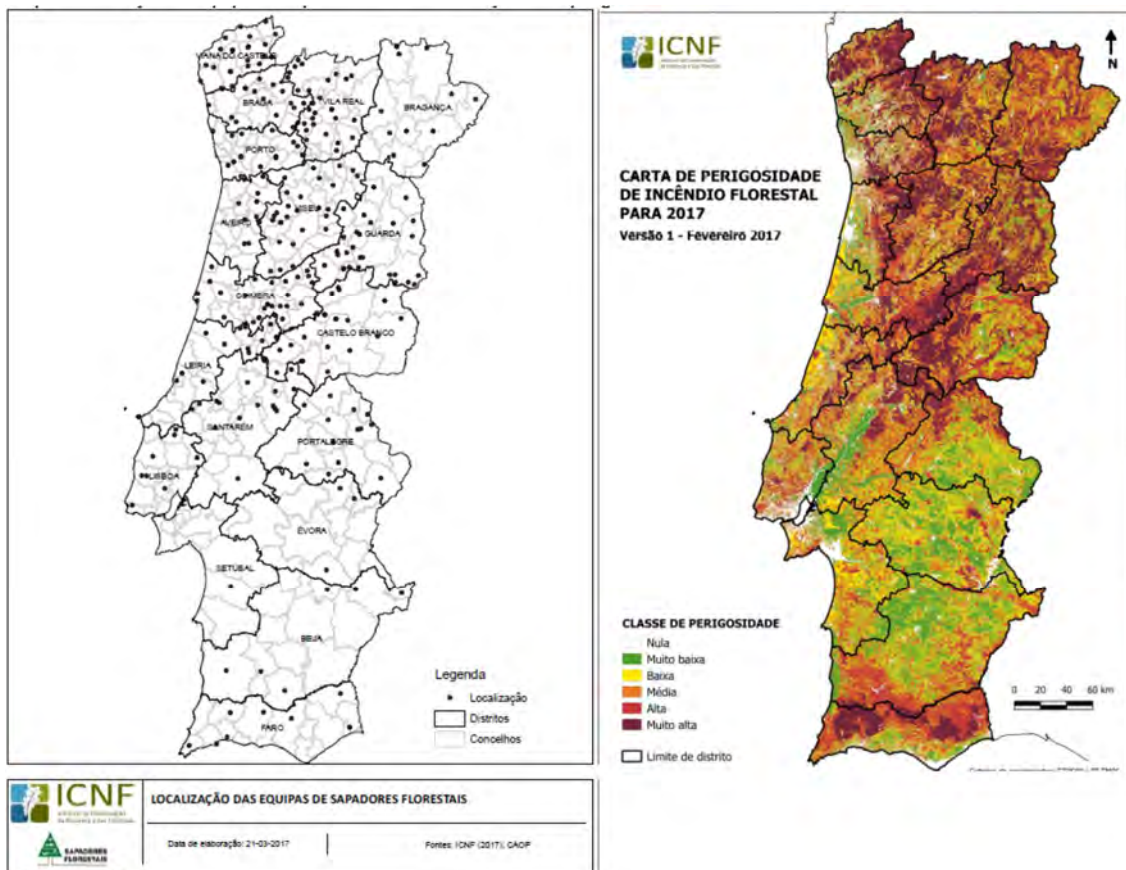 VIANA DO CASTELO
BRAGA
VILA REAL
BRAGANÇA
PORTO
AVEIRO
VISEU
GUARDA
COIMBRA
CASTELO BRANCO
LEIRIA
SANTARÉM
PORTALEGRE
LISBOA
ÉVORA
SETÚBAL
BEJA
FARO
Legenda
Localização
Distritos
Concelhos
ICNF
SAPADORES
FLORESTAIS
LOCALIZAÇÃO DAS EQUIPAS DE SAPADORES FLORESTAIS
Data de elaboração: 21-03-2017
Fontes: ICNF (2017), CAOP
ICNF
N
CARTA DE PERIGOSIDADE
DE INCÊNDIO FLORESTAL
PARA 2017
Versão 1 - Fevereiro 2017
CLASSE DE PERIGOSIDADE
Nula
Muito baixa
Baixa
Média
Alta
Muito alta
Limite de distrito
0 20 40 60 km